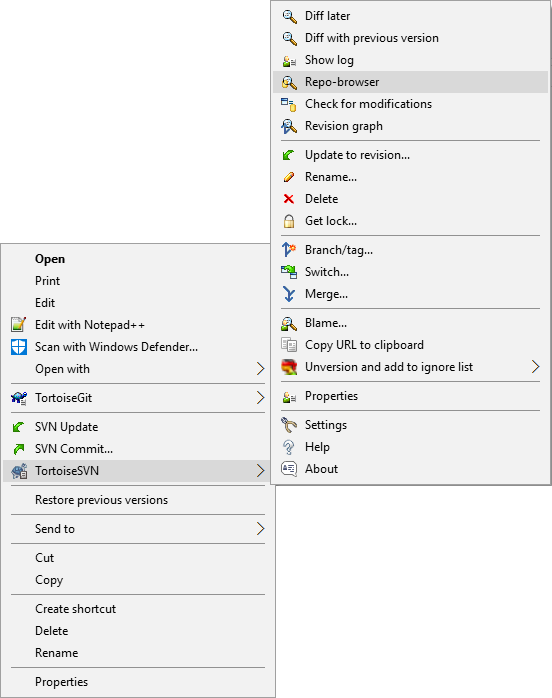 Diff later
Diff with previous version
Show log
Repo-browser
Check for modifications
Revision graph
Update to revision...
Rename...
Delete
Get lock...
Branch/tag...
Switch...
Merge...
Blame...
Copy URL to clipboard
Unversion and add to ignore list
Properties
Settings
Help
About
Open
Print
Edit
Edit with Notepad++
Scan with Windows Defender...
Open with
TortoiseGit
SVN Update
SVN Commit...
TortoiseSVN
Restore previous versions
Send to
Cut
Copy
Create shortcut
Delete
Rename
Properties